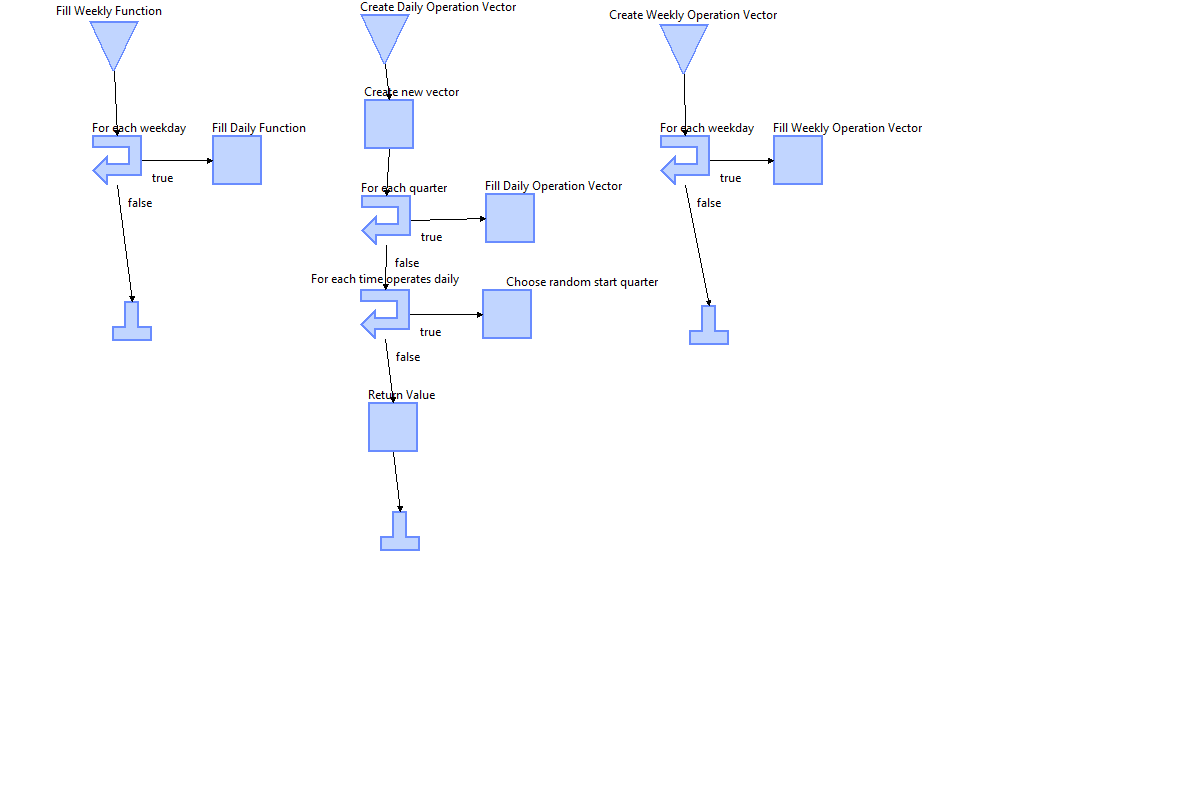 Fill Weekly Function
For each weekday
Fill Daily Function
true
false
Create Daily Operation Vector
Create new vector
For each quarter
Fill Daily Operation Vector
true
false
For each time operates daily
Choose random start quarter
true
false
Return Value
Create Weekly Operation Vector
For each weekday
Fill Weekly Operation Vector
true
false